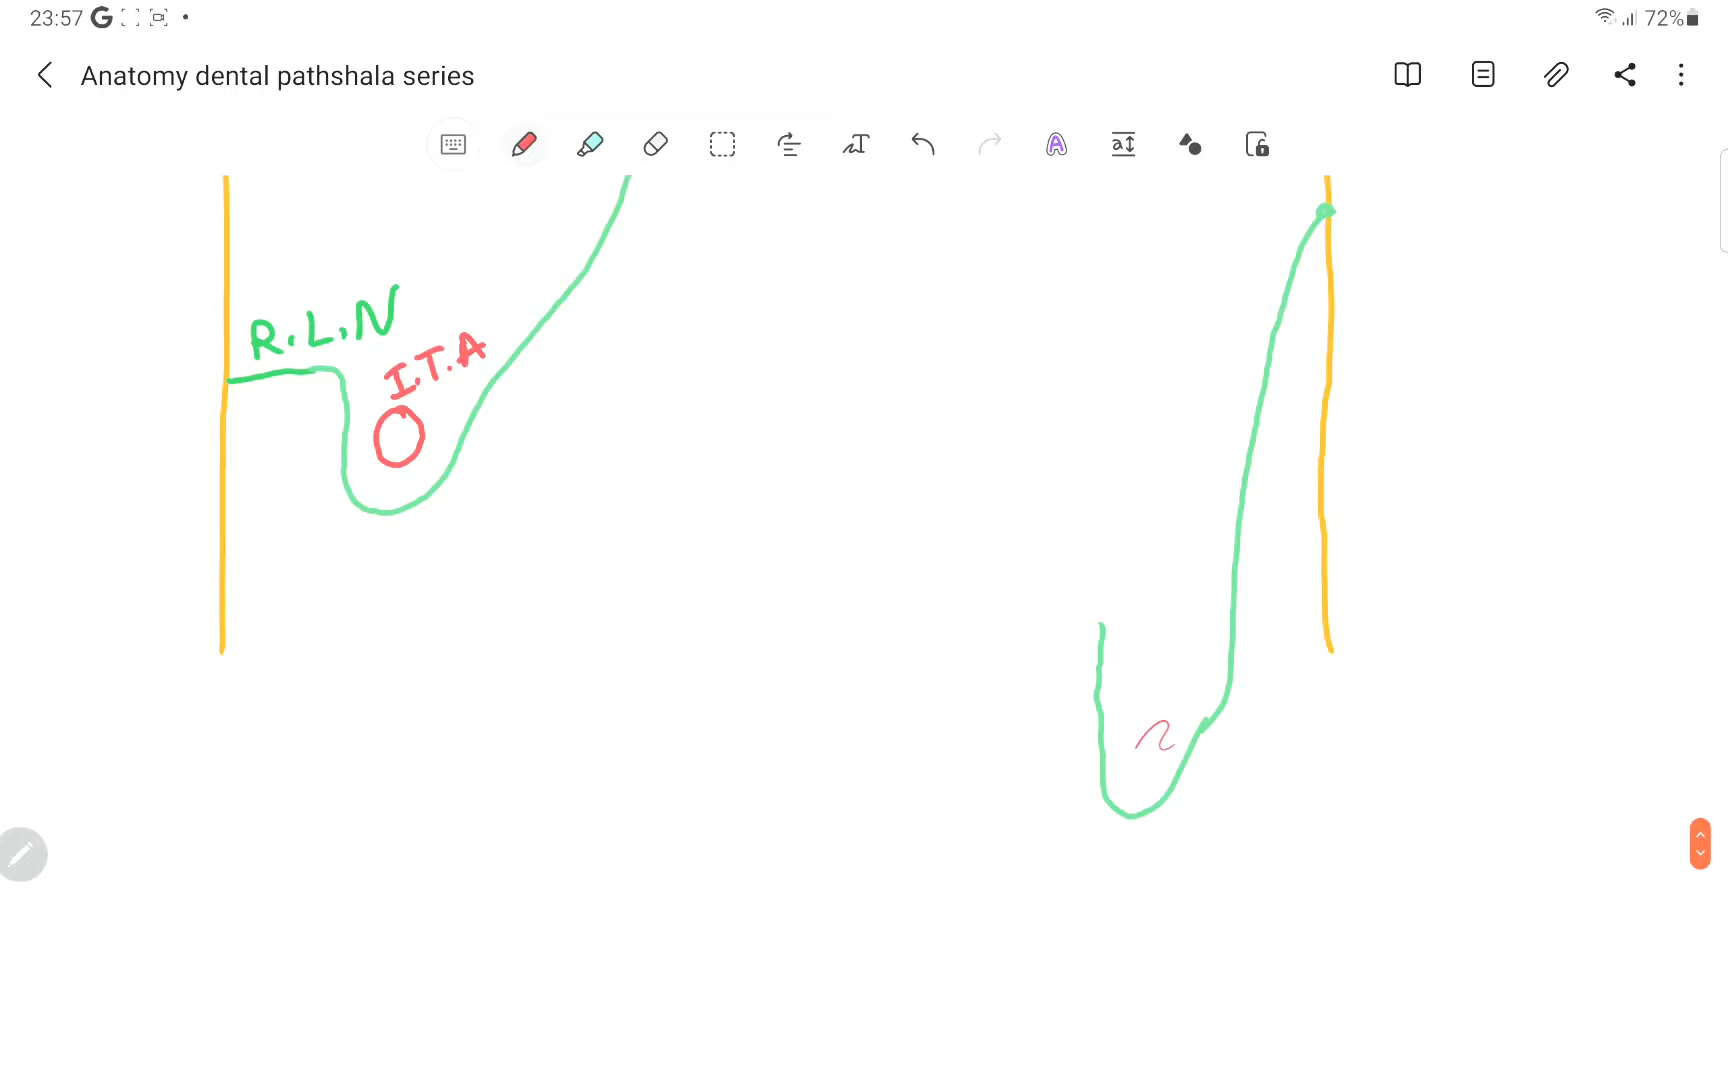 23:57 G
72%
Anatomy dental pathshala series
R.L.N
I.T.A